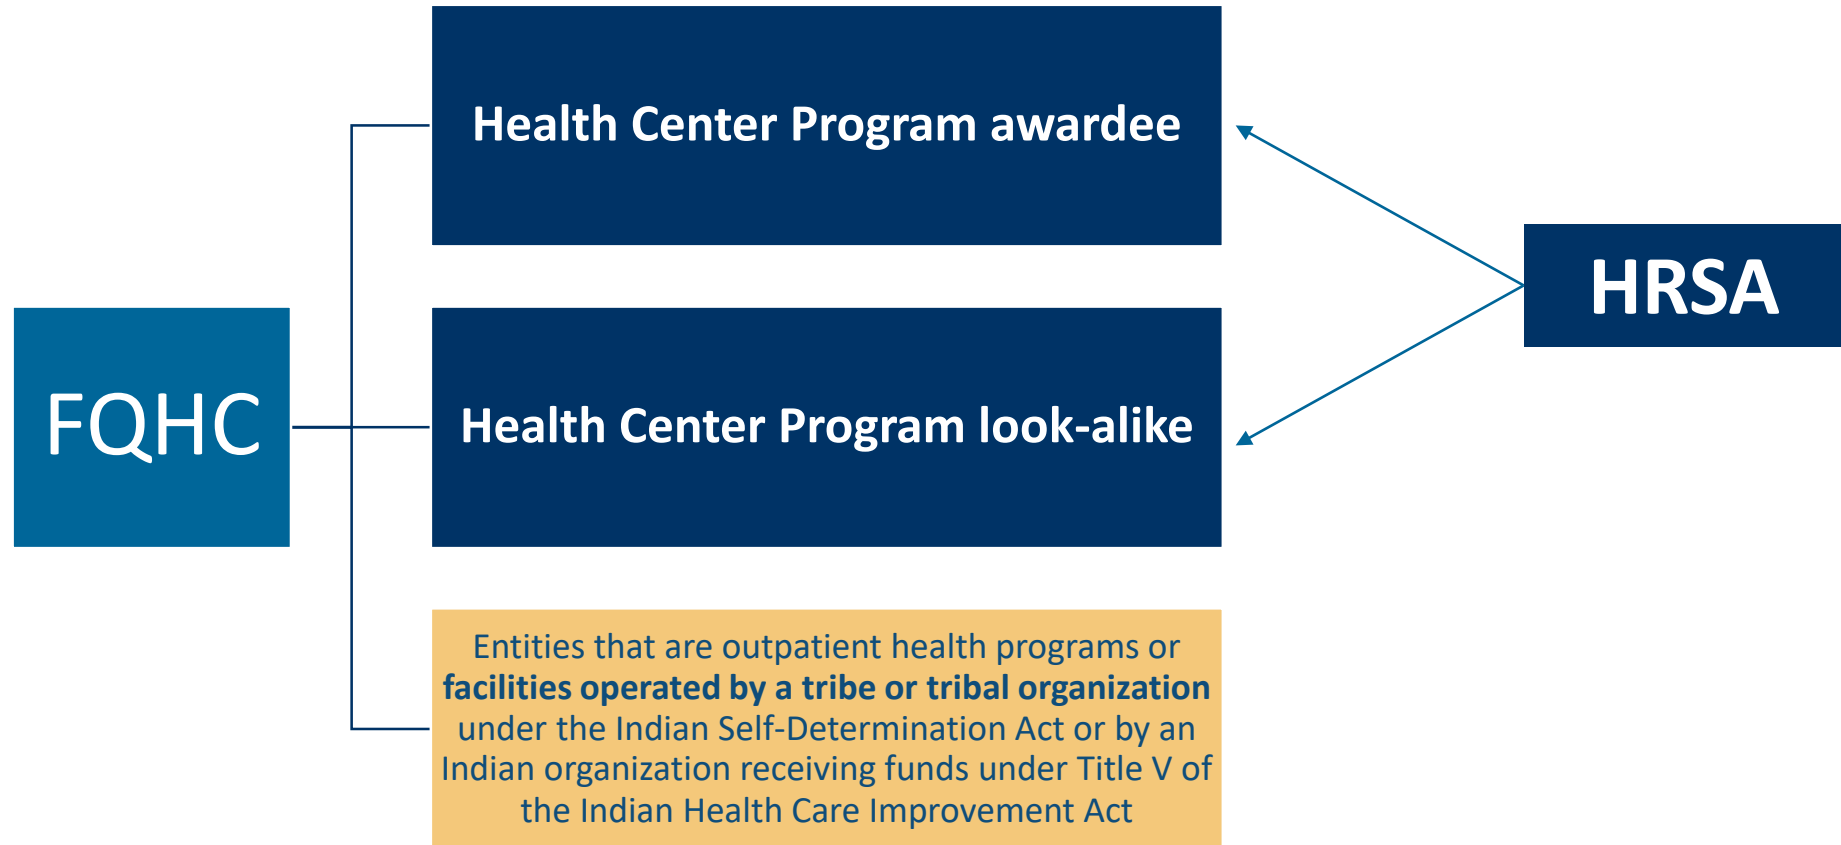 Health Center Program awardee
HRSA
FQHC
Health Center Program look-alike
Entities that are outpatient health programs or
facilities operated by a tribe or tribal organization
under the Indian Self-Determination Act or by an
Indian organization receiving funds under Title V of
the Indian Health Care Improvement Act